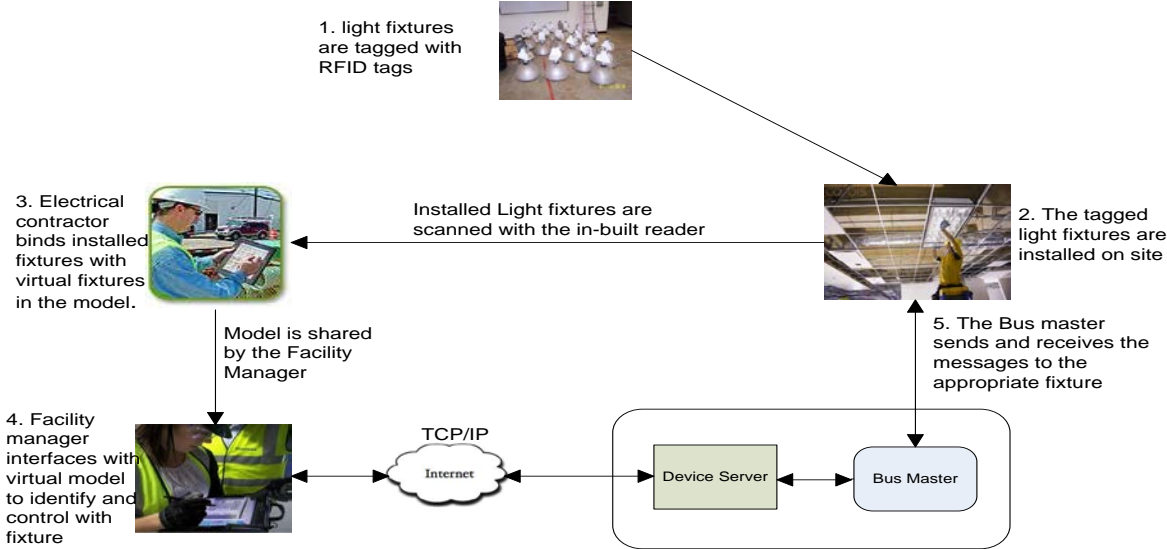 1. light fixtures
are tagged with
RFID tags
3. Electrical
contractor
binds installed
fixtures with
virtual fixtures
in the model.
Installed Light fixtures are
scanned with the in-built reader
2. The tagged
light fixtures are
installed on site
Model is shared
by the Facility
Manager
5. The Bus master
sends and receives the
messages to the
appropriate fixture
4. Facility
manager
interfaces with
virtual model
to identify and
control with
fixture
TCP/IP
Internet
Device Server
Bus Master